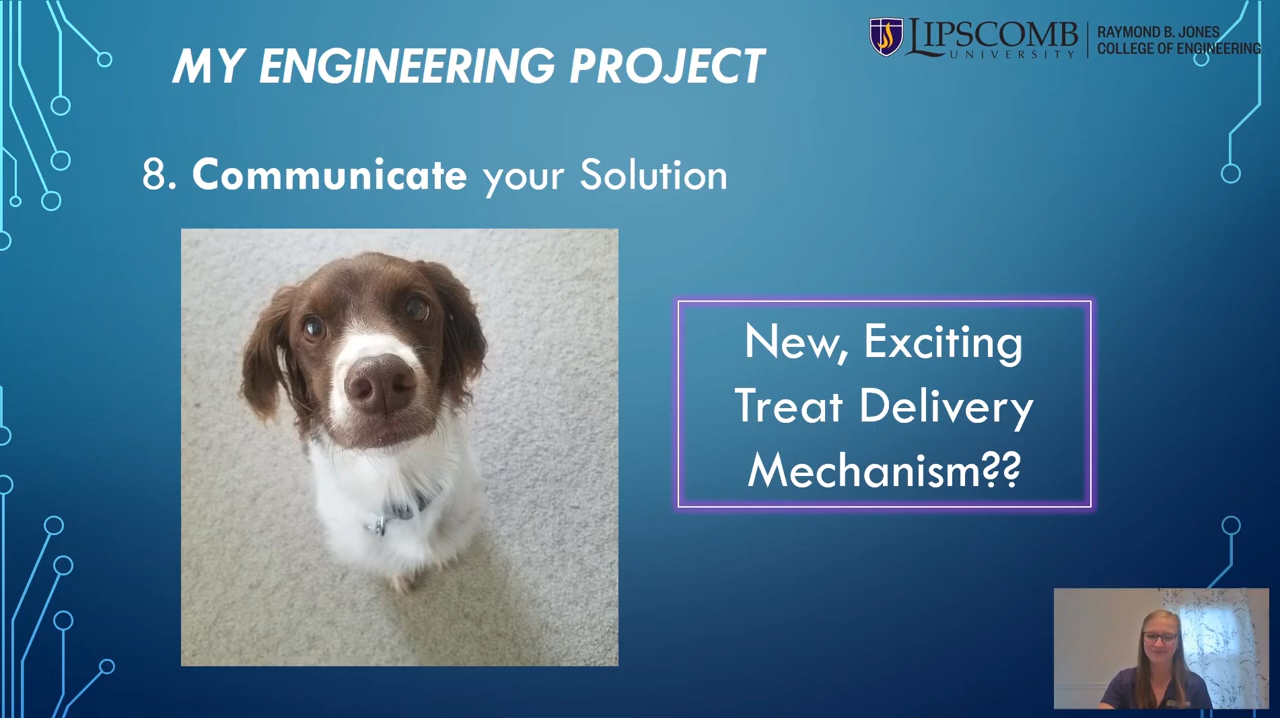 MY ENGINEERING PROJECT
LIPSCOMB
UNIVERSITY
RAYMOND B. JONES
COLLEGE OF ENGINEERING
8. Communicate your Solution
New, Exciting
Treat Delivery
Mechanism??